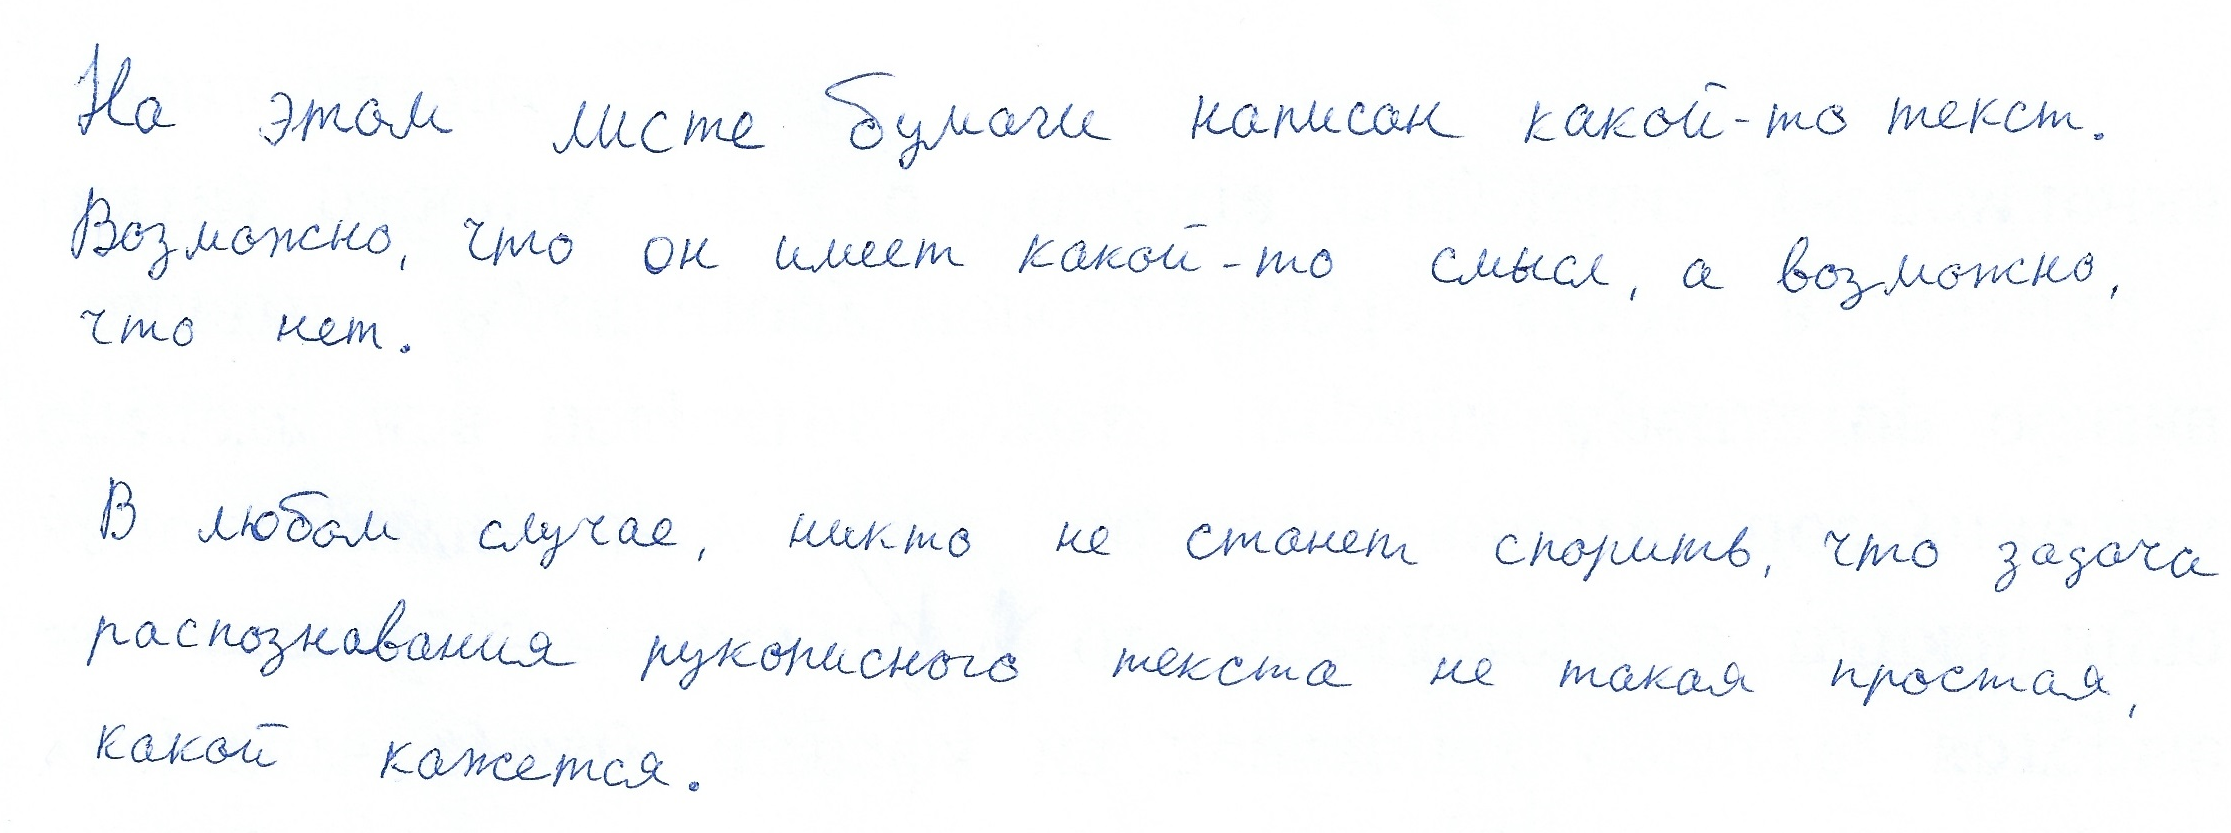 На этом листе бумаги написан какой-то текст.
Возможно, что он имеет какой-то смысл, а возможно,
что нет.
В любом случае, никто не станет спорить, что задача
распознавания рукописного текста не такая простая,
какой кажется.